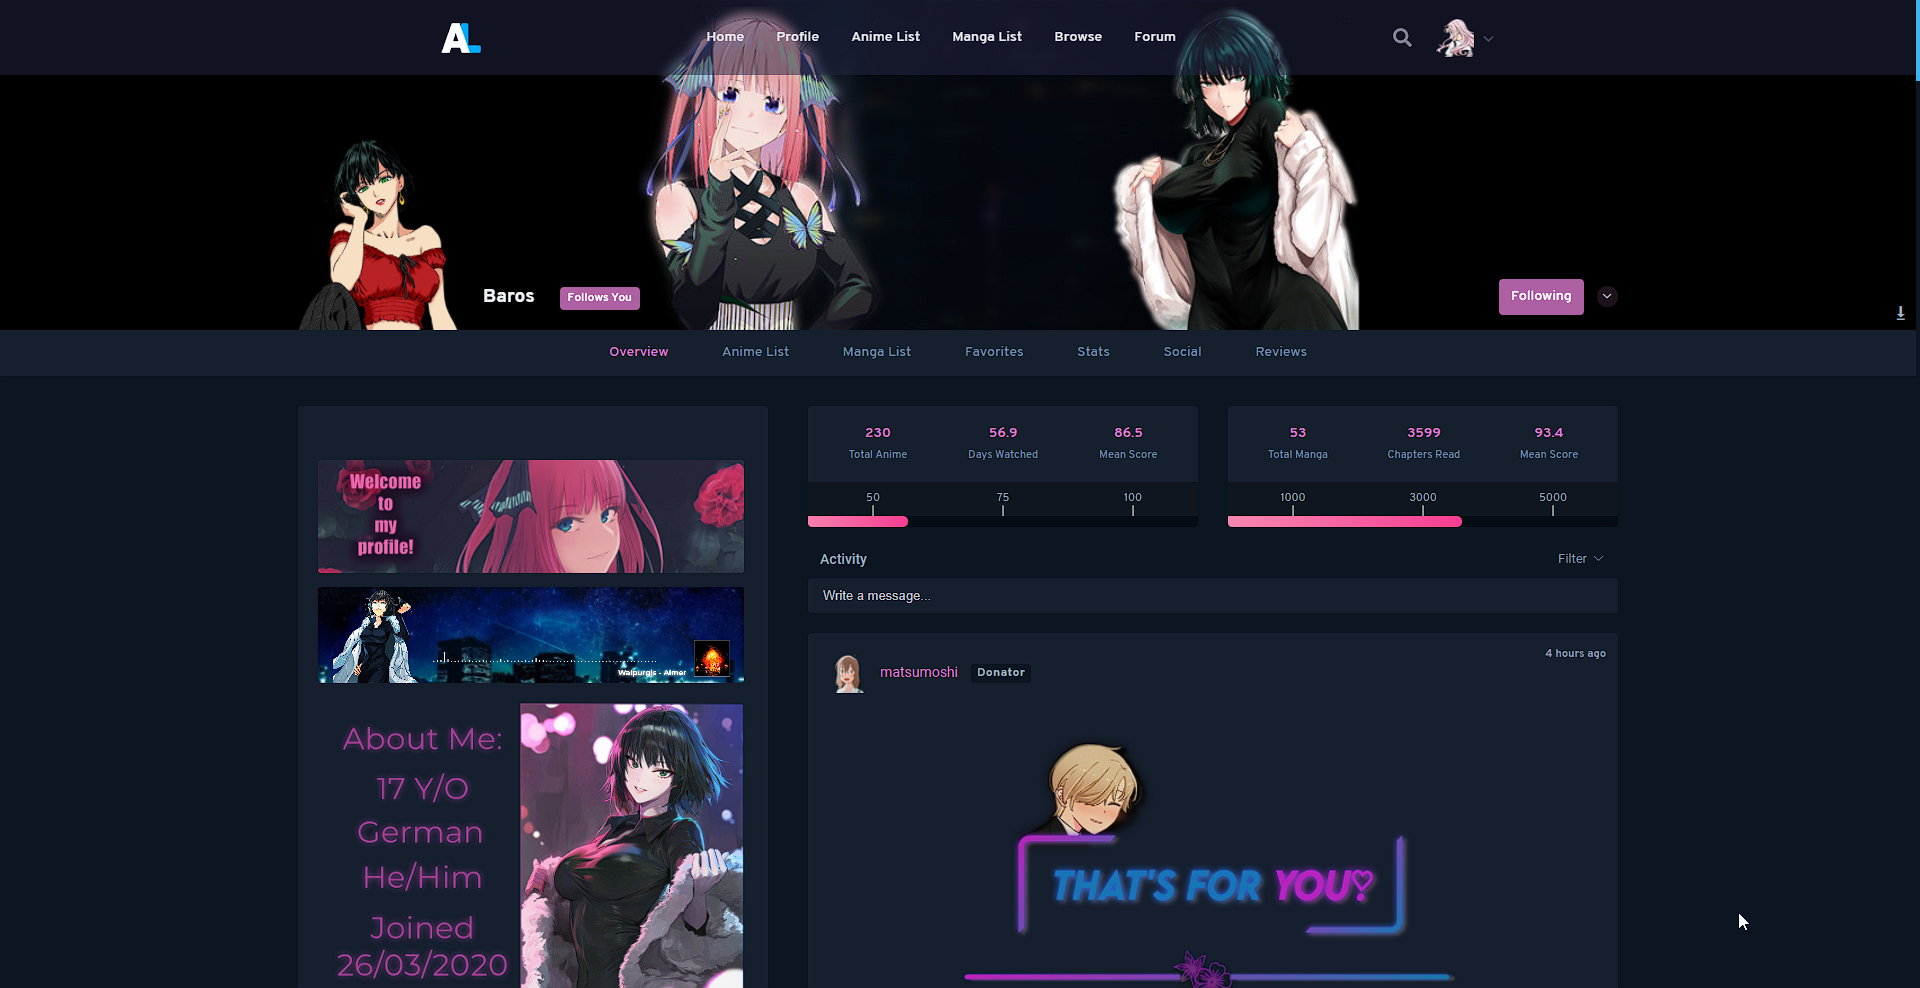 AL
Home Profile Anime List Manga List Browse Forum
Baros Follows You
Following
Overview Anime List Manga List Favorites Stats Social Reviews
Welcome
to
my
profile!
Walpurgis - Aimer
About Me:
17 Y/O
German
He/Him
Joined
26/03/2020
230 56.9 86.5
Total Anime Days Watched Mean Score
50 75 100
53 3599 93.4
Total Manga Chapters Read Mean Score
1000 3000 5000
Activity Filter
Write a message...
matsumoshi Donator 4 hours ago
THAT'S FOR YOU